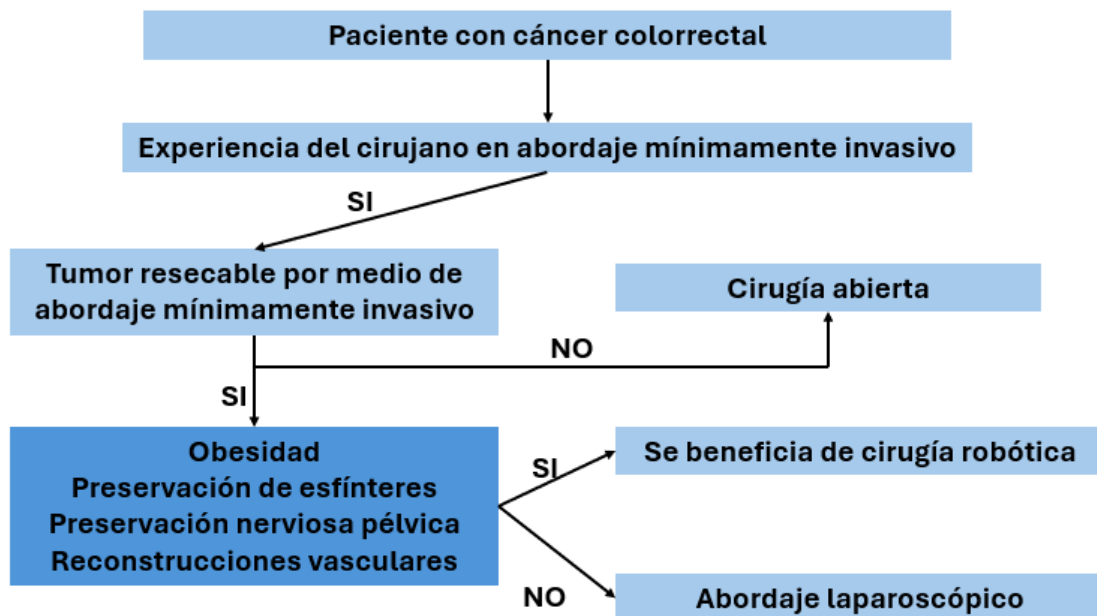 Paciente con cáncer colorrectal
Experiencia del cirujano en abordaje mínimamente invasivo
SI
Tumor resecable por medio de
abordaje mínimamente invasivo
Cirugía abierta
NO
SI
Obesidad
Preservación de esfínteres
Preservación nerviosa pélvica
Reconstrucciones vasculares
SI
Se beneficia de cirugía robótica
NO
Abordaje laparoscópico